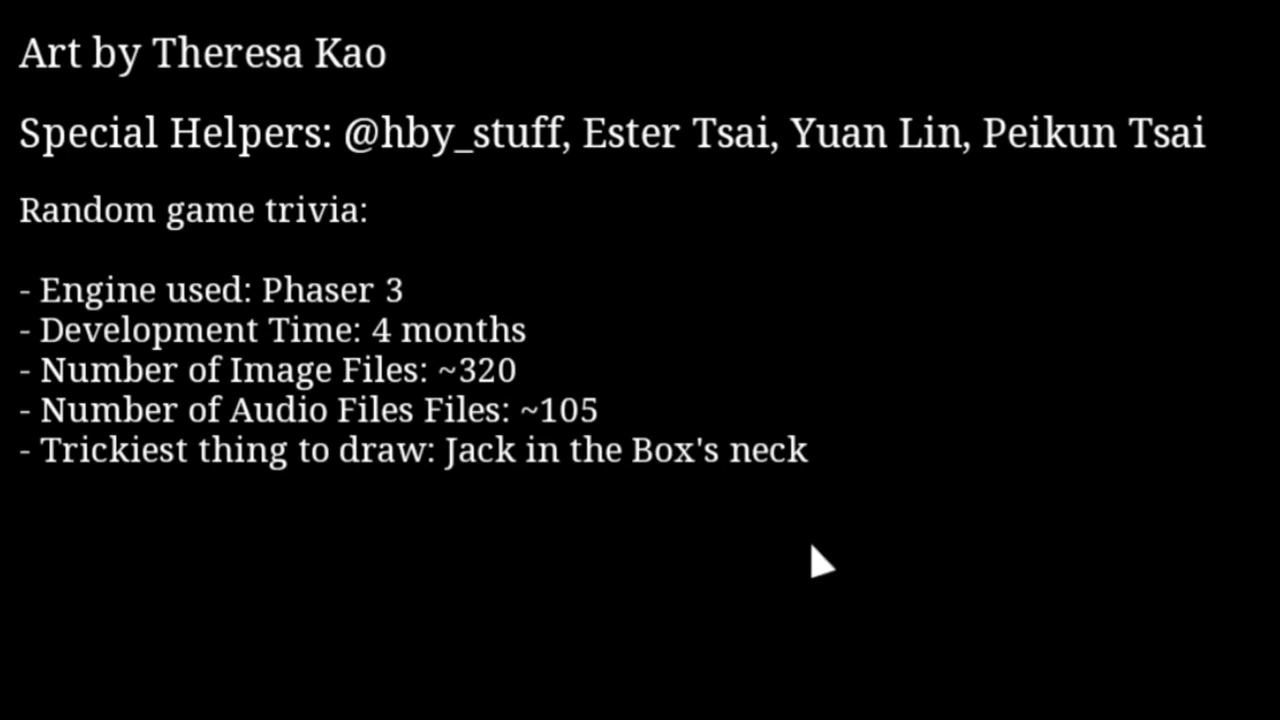 Art by Theresa Kao
Special Helpers: @hby_stuff, Ester Tsai, Yuan Lin, Peikun Tsai
Random game trivia:
- Engine used: Phaser 3
- Development Time: 4 months
- Number of Image Files: ~320
- Number of Audio Files Files: ~105
- Trickiest thing to draw: Jack in the Box's neck